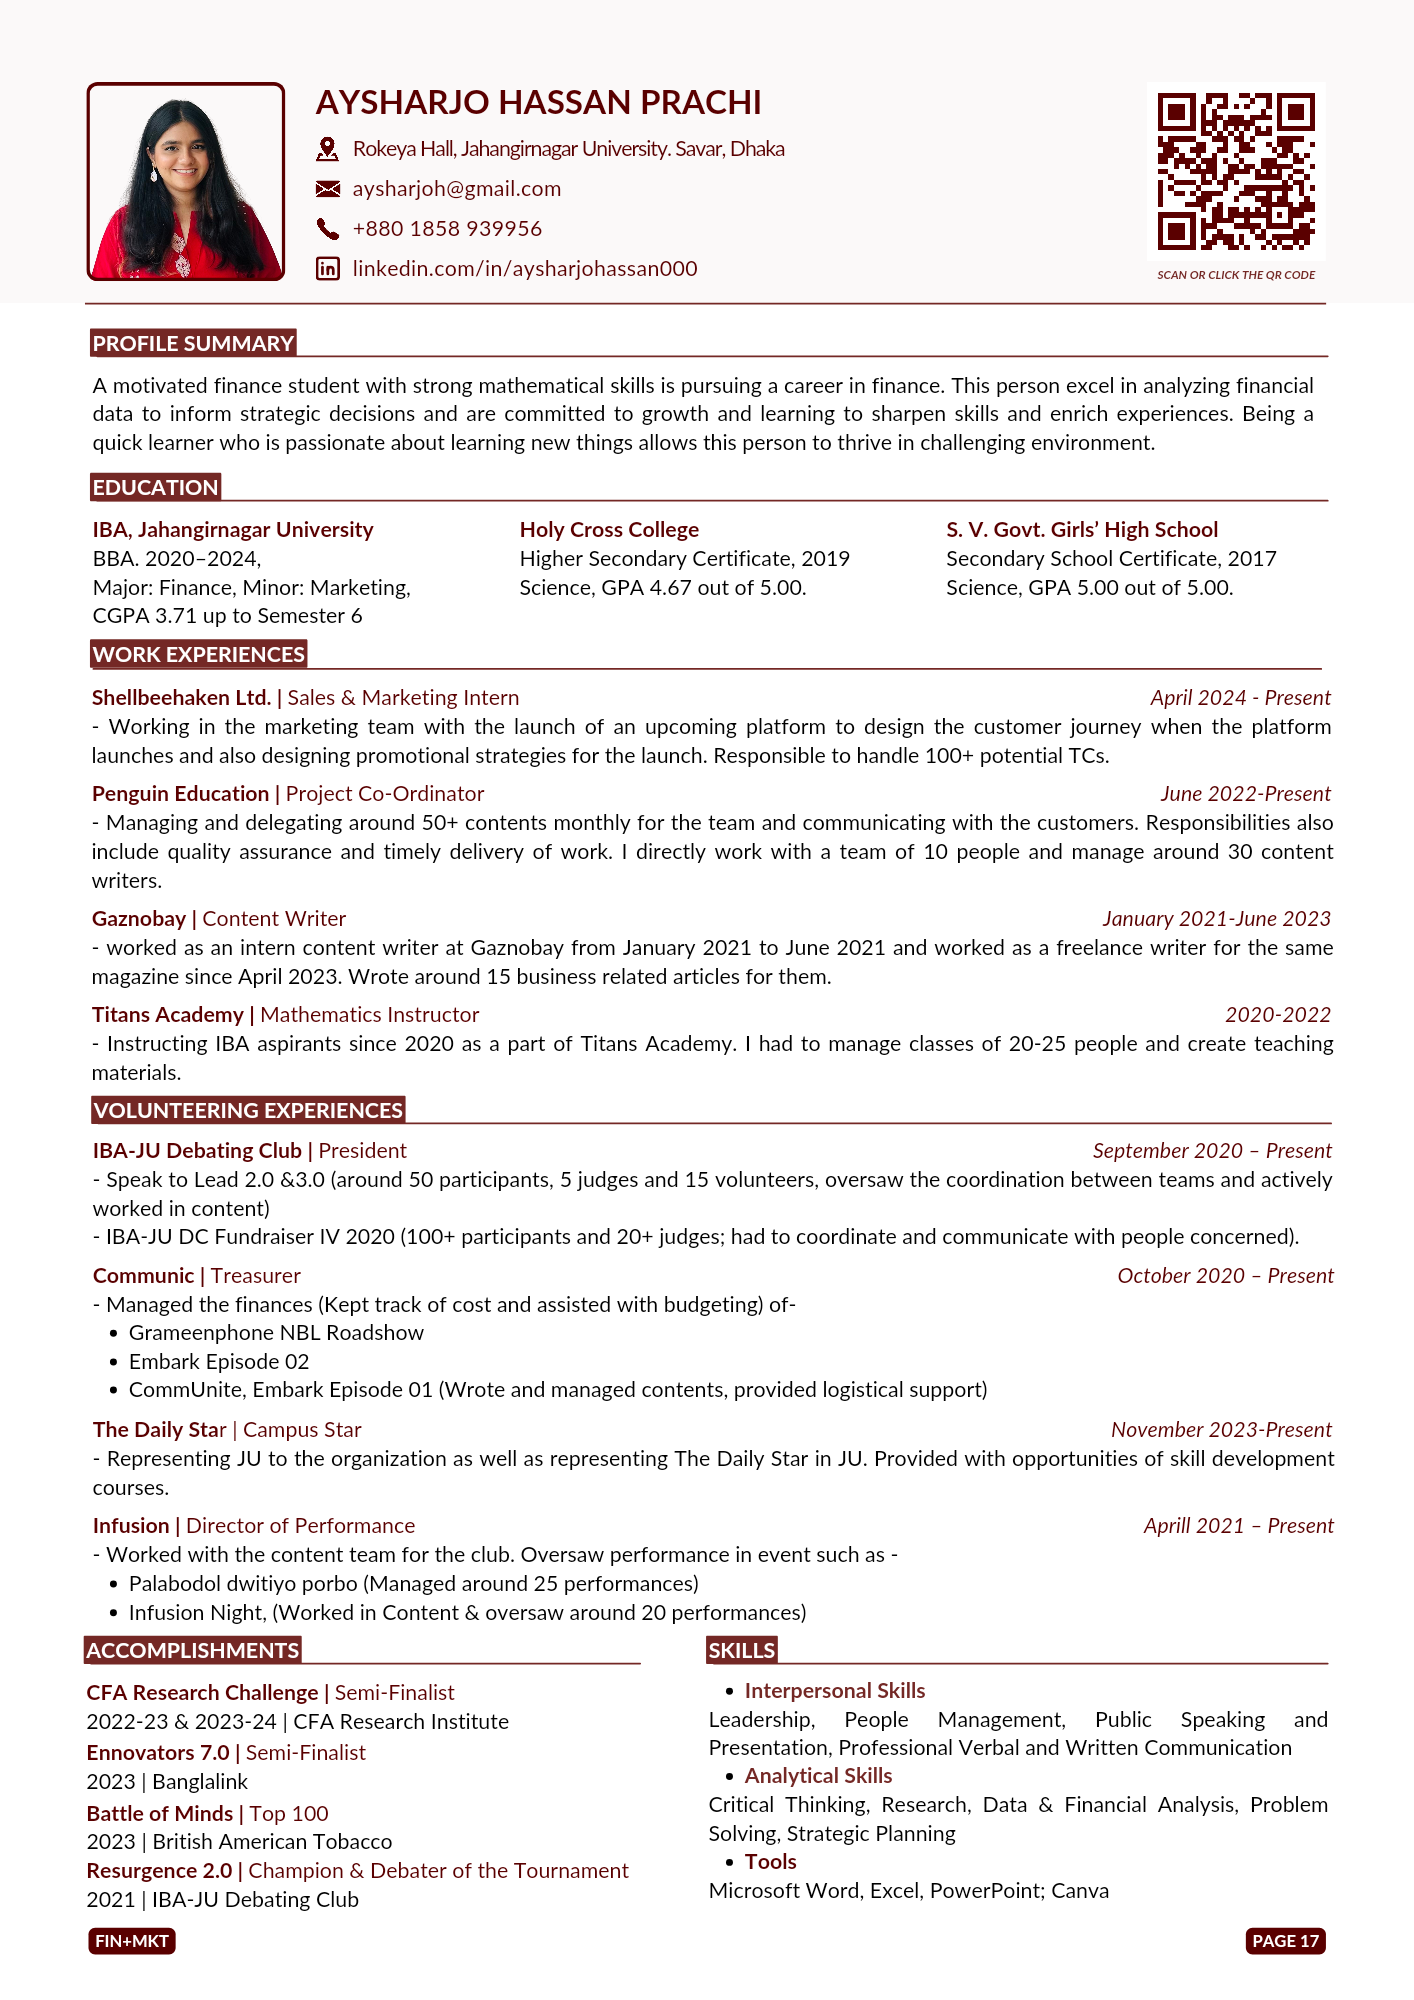 AYSHARJO HASSAN PRACHI
Rokeya Hall, Jahangirnagar University. Savar, Dhaka
aysharjoh@gmail.com
+880 1858 939956
linkedin.com/in/aysharjohassan000
SCAN OR CLICK THE QR CODE
PROFILE SUMMARY
A motivated finance student with strong mathematical skills is pursuing a career in finance. This person excel in analyzing financial
data to inform strategic decisions and are committed to growth and learning to sharpen skills and enrich experiences. Being a
quick learner who is passionate about learning new things allows this person to thrive in challenging environment.
EDUCATION
IBA, Jahangirnagar University
BBA. 2020–2024,
Major: Finance, Minor: Marketing,
CGPA 3.71 up to Semester 6
Holy Cross College
Higher Secondary Certificate, 2019
Science, GPA 4.67 out of 5.00.
S. V. Govt. Girls’ High School
Secondary School Certificate, 2017
Science, GPA 5.00 out of 5.00.
WORK EXPERIENCES
Shellbeehaken Ltd. | Sales & Marketing Intern April 2024 - Present
- Working in the marketing team with the launch of an upcoming platform to design the customer journey when the platform
launches and also designing promotional strategies for the launch. Responsible to handle 100+ potential TCs.
Penguin Education | Project Co-Ordinator June 2022-Present
- Managing and delegating around 50+ contents monthly for the team and communicating with the customers. Responsibilities also
include quality assurance and timely delivery of work. I directly work with a team of 10 people and manage around 30 content
writers.
Gaznobay | Content Writer January 2021-June 2023
- worked as an intern content writer at Gaznobay from January 2021 to June 2021 and worked as a freelance writer for the same
magazine since April 2023. Wrote around 15 business related articles for them.
Titans Academy | Mathematics Instructor 2020-2022
- Instructing IBA aspirants since 2020 as a part of Titans Academy. I had to manage classes of 20-25 people and create teaching
materials.
VOLUNTEERING EXPERIENCES
IBA-JU Debating Club | President September 2020 – Present
- Speak to Lead 2.0 &3.0 (around 50 participants, 5 judges and 15 volunteers, oversaw the coordination between teams and actively
worked in content)
- IBA-JU DC Fundraiser IV 2020 (100+ participants and 20+ judges; had to coordinate and communicate with people concerned).
Communic | Treasurer October 2020 – Present
- Managed the finances (Kept track of cost and assisted with budgeting) of-
• Grameenphone NBL Roadshow
• Embark Episode 02
• CommUnite, Embark Episode 01 (Wrote and managed contents, provided logistical support)
The Daily Star | Campus Star November 2023-Present
- Representing JU to the organization as well as representing The Daily Star in JU. Provided with opportunities of skill development
courses.
Infusion | Director of Performance Aprill 2021 – Present
- Worked with the content team for the club. Oversaw performance in event such as -
• Palabodol dwitiyo porbo (Managed around 25 performances)
• Infusion Night, (Worked in Content & oversaw around 20 performances)
ACCOMPLISHMENTS
CFA Research Challenge | Semi-Finalist
2022-23 & 2023-24 | CFA Research Institute
Ennovators 7.0 | Semi-Finalist
2023 | Banglalink
Battle of Minds | Top 100
2023 | British American Tobacco
Resurgence 2.0 | Champion & Debater of the Tournament
2021 | IBA-JU Debating Club
SKILLS
• Interpersonal Skills
Leadership, People Management, Public Speaking and
Presentation, Professional Verbal and Written Communication
• Analytical Skills
Critical Thinking, Research, Data & Financial Analysis, Problem
Solving, Strategic Planning
• Tools
Microsoft Word, Excel, PowerPoint; Canva
FIN+MKT
PAGE 17